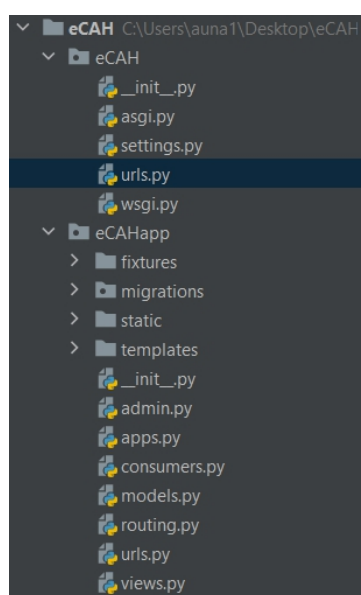 eCAH C:\Users\auna1\Desktop\eCAH
eCAH
__init__.py
asgi.py
settings.py
urls.py
wsgi.py
eCAHapp
fixtures
migrations
static
templates
__init__.py
admin.py
apps.py
consumers.py
models.py
routing.py
urls.py
views.py